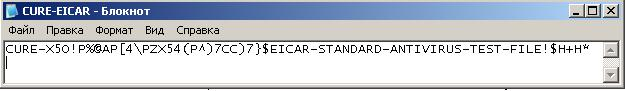 CURE-EICAR - Блокнот
Файл Правка Формат Вид Справка
CURE-X5O!P%@AP[4\PZX54(P^)7CC)7}$EICAR-STANDARD-ANTIVIRUS-TEST-FILE!$H+H*